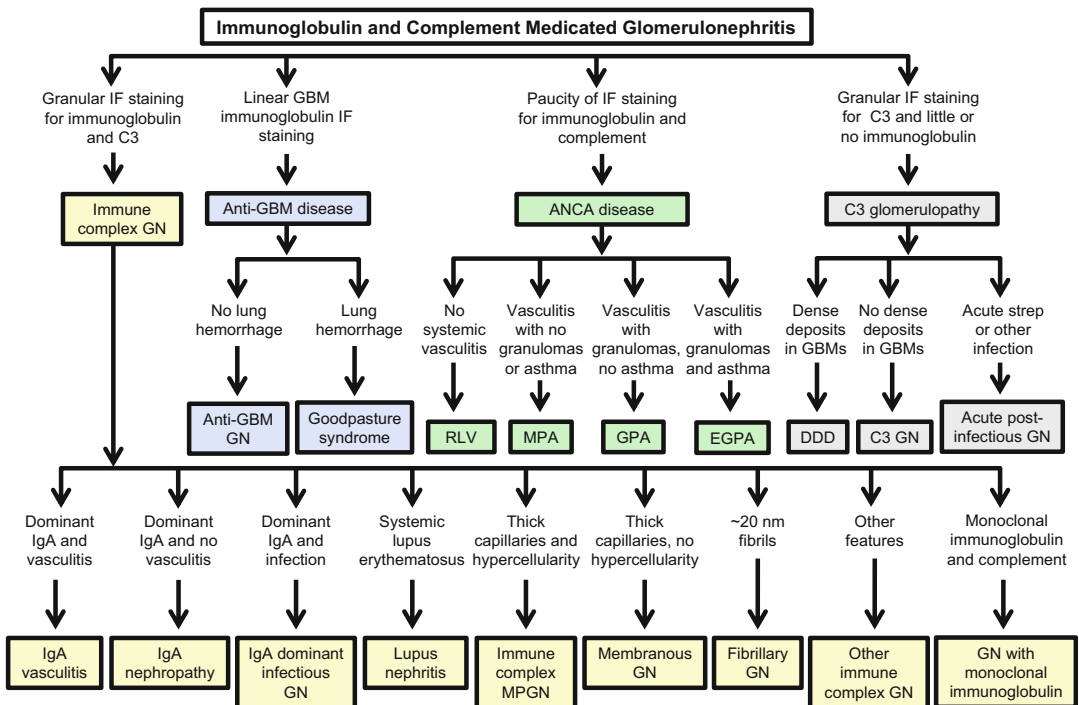 Immunoglobulin and Complement Medicated Glomerulonephritis
Granular IF staining
for immunoglobulin
and C3
Linear GBM
immunoglobulin IF
staining
Paucity of IF staining
for immunoglobulin and
complement
Granular IF staining
for C3 and little or
no immunoglobulin
Immune
complex GN
Anti-GBM disease
ANCA disease
C3 glomerulopathy
No lung
hemorrhage
Lung
hemorrhage
No
systemic
vasculitis
Vasculitis
with no
granulomas
or asthma
Vasculitis
with
granulomas,
no asthma
Vasculitis
with
granulomas
and asthma
Dense
deposits
in GBMs
No dense
deposits
in GBMs
Acute strep
or other
infection
Anti-GBM
GN
Goodpasture
syndrome
RLV
MPA
GPA
EGPA
DDD
C3 GN
Acute post-
infectious GN
Dominant
IgA and
vasculitis
Dominant
IgA and no
vasculitis
Dominant
IgA and
infection
Systemic
lupus
erythematosus
Thick
capillaries and
hypercellularity
Thick
capillaries, no
hypercellularity
~20 nm
fibrils
Other
features
Monoclonal
immunoglobulin
and complement
IgA
vasculitis
IgA
nephropathy
IgA dominant
infectious
GN
Lupus
nephritis
Immune
complex
MPGN
Membranous
GN
Fibrillary
GN
Other
immune
complex GN
GN with
monoclonal
immunoglobulin